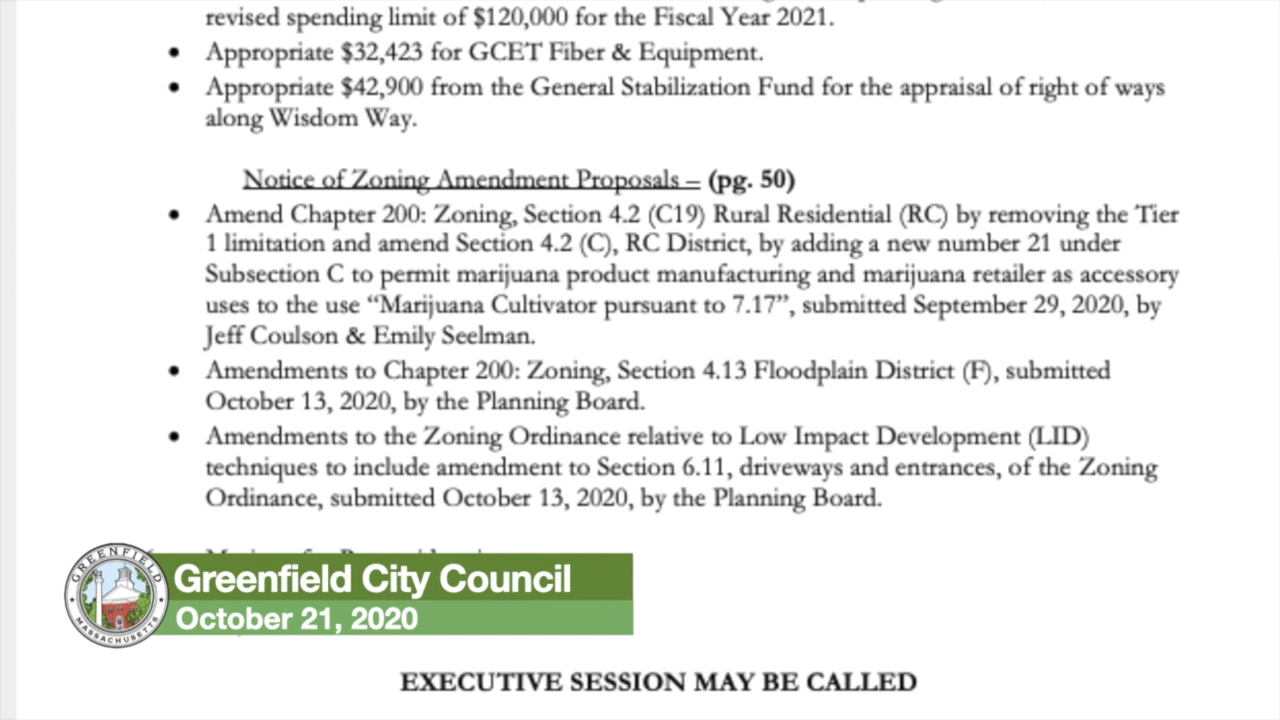 revised spending limit of $120,000 for the Fiscal Year 2021.
• Appropriate $32,423 for GCET Fiber & Equipment.
• Appropriate $42,900 from the General Stabilization Fund for the appraisal of right of ways
along Wisdom Way.
Notice of Zoning Amendment Proposals – (pg. 50)
• Amend Chapter 200: Zoning, Section 4.2 (C19) Rural Residential (RC) by removing the Tier
1 limitation and amend Section 4.2 (C), RC District, by adding a new number 21 under
Subsection C to permit marijuana product manufacturing and marijuana retailer as accessory
uses to the use “Marijuana Cultivator pursuant to 7.17”, submitted September 29, 2020, by
Jeff Coulson & Emily Seelman.
• Amendments to Chapter 200: Zoning, Section 4.13 Floodplain District (F), submitted
October 13, 2020, by the Planning Board.
• Amendments to the Zoning Ordinance relative to Low Impact Development (LID)
techniques to include amendment to Section 6.11, driveways and entrances, of the Zoning
Ordinance, submitted October 13, 2020, by the Planning Board.
GREENFIELD
MASSACHUSETTS
Greenfield City Council
October 21, 2020
EXECUTIVE SESSION MAY BE CALLED